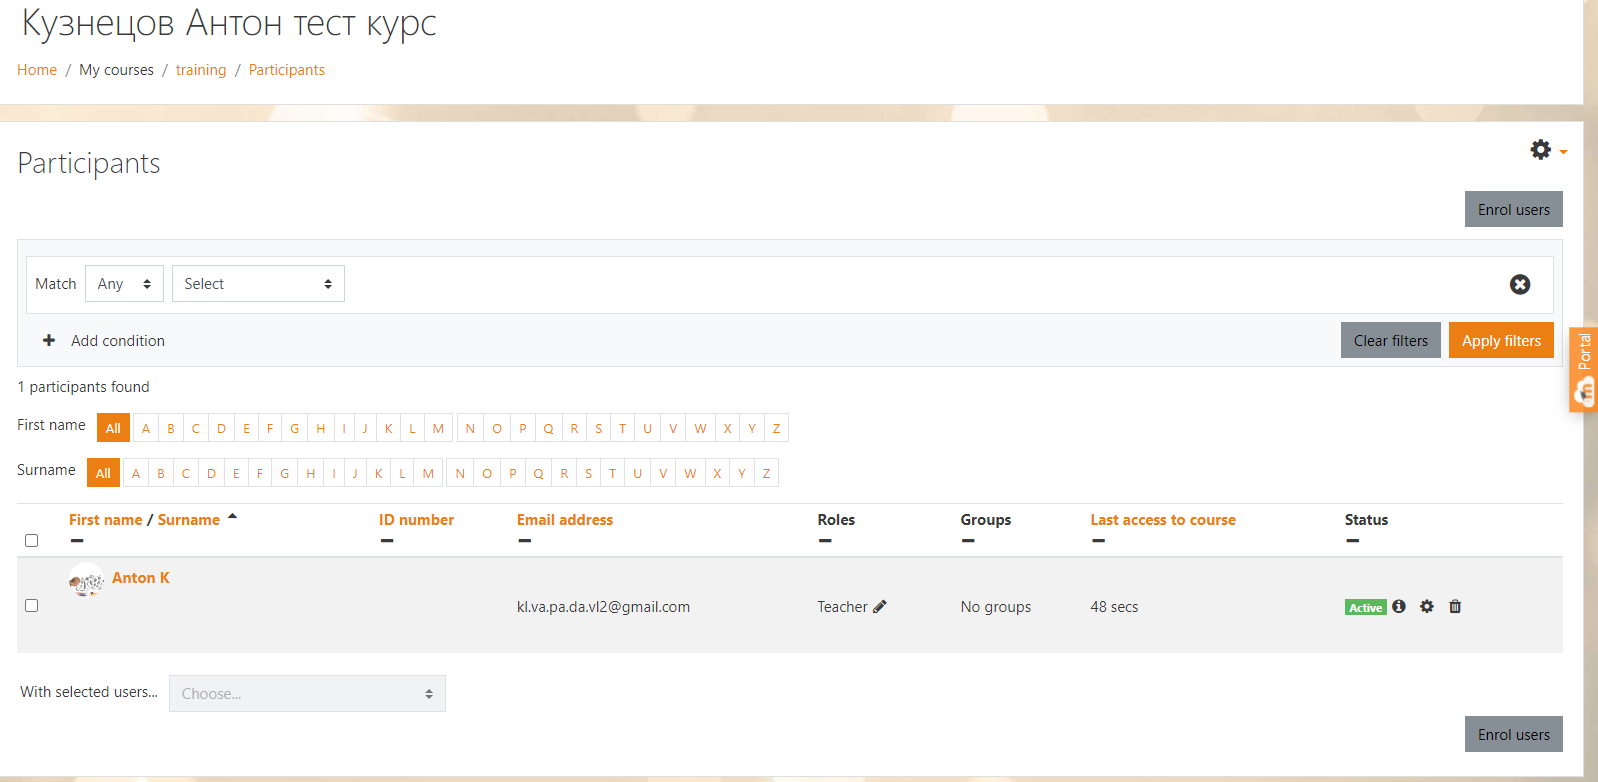 Кузнецов Антон тест курс
Home / My courses / training / Participants
Participants
Enrol users
Match Any Select
Add condition
Clear filters Apply filters
Portal
1 participants found
First name All A B C D E F G H I J K L M N O P Q R S T U V W X Y Z
Surname All A B C D E F G H I J K L M N O P Q R S T U V W X Y Z
First name / Surname ID number Email address Roles Groups Last access to course Status
Anton K
kl.va.pa.da.vl2@gmail.com Teacher No groups 48 secs Active
With selected users... Choose...
Enrol users